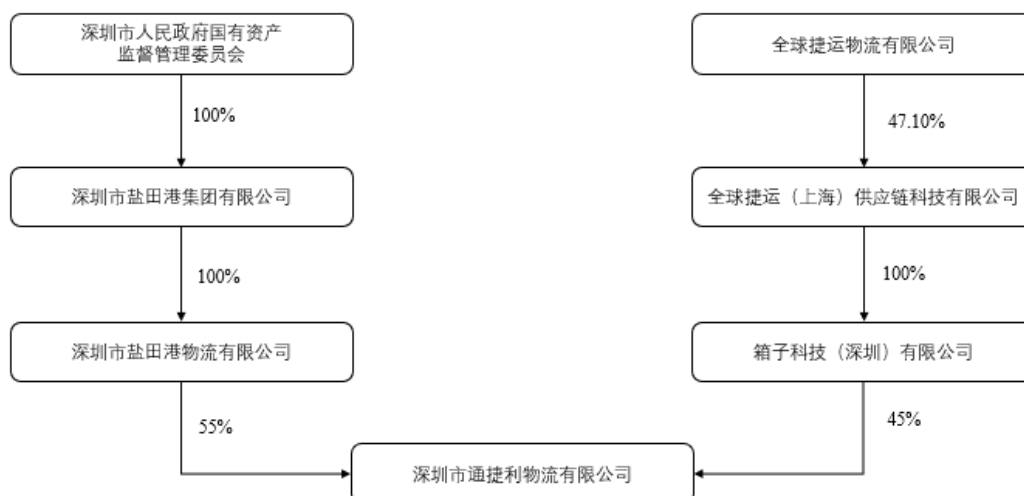 深圳市人民政府国有资产
监督管理委员会
全球捷运物流有限公司
100%
47.10%
深圳市盐田港集团有限公司
全球捷运（上海）供应链科技有限公司
100%
100%
深圳市盐田港物流有限公司
箱子科技（深圳）有限公司
55%
45%
深圳市通捷利物流有限公司